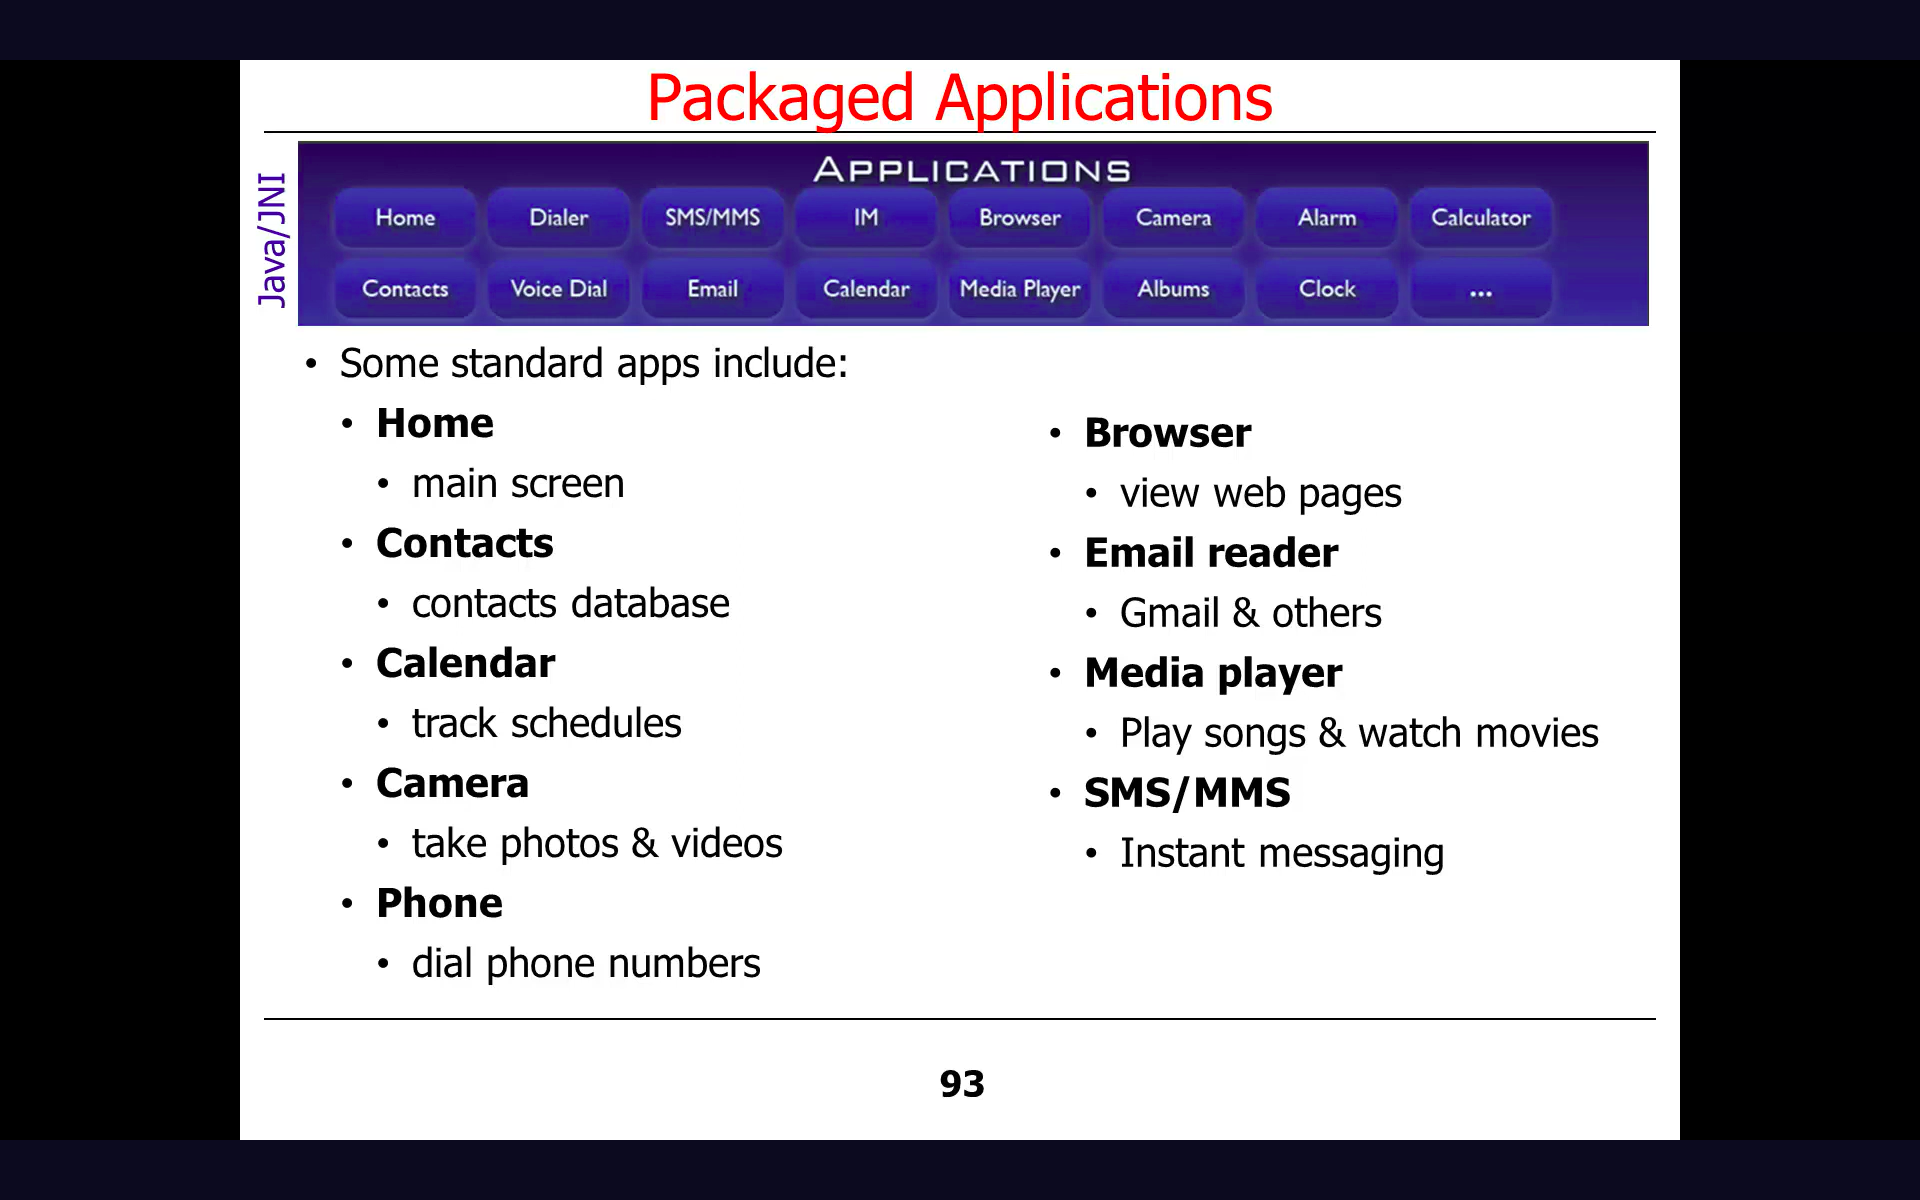 Packaged Applications
Java/JNI
APPLICATIONS
Home Dialer SMS/MMS IM Browser Camera Alarm Calculator
Contacts Voice Dial Email Calendar Media Player Albums Clock ...
• Some standard apps include:
• Home
• main screen
• Contacts
• contacts database
• Calendar
• track schedules
• Camera
• take photos & videos
• Phone
• dial phone numbers
• Browser
• view web pages
• Email reader
• Gmail & others
• Media player
• Play songs & watch movies
• SMS/MMS
• Instant messaging
93